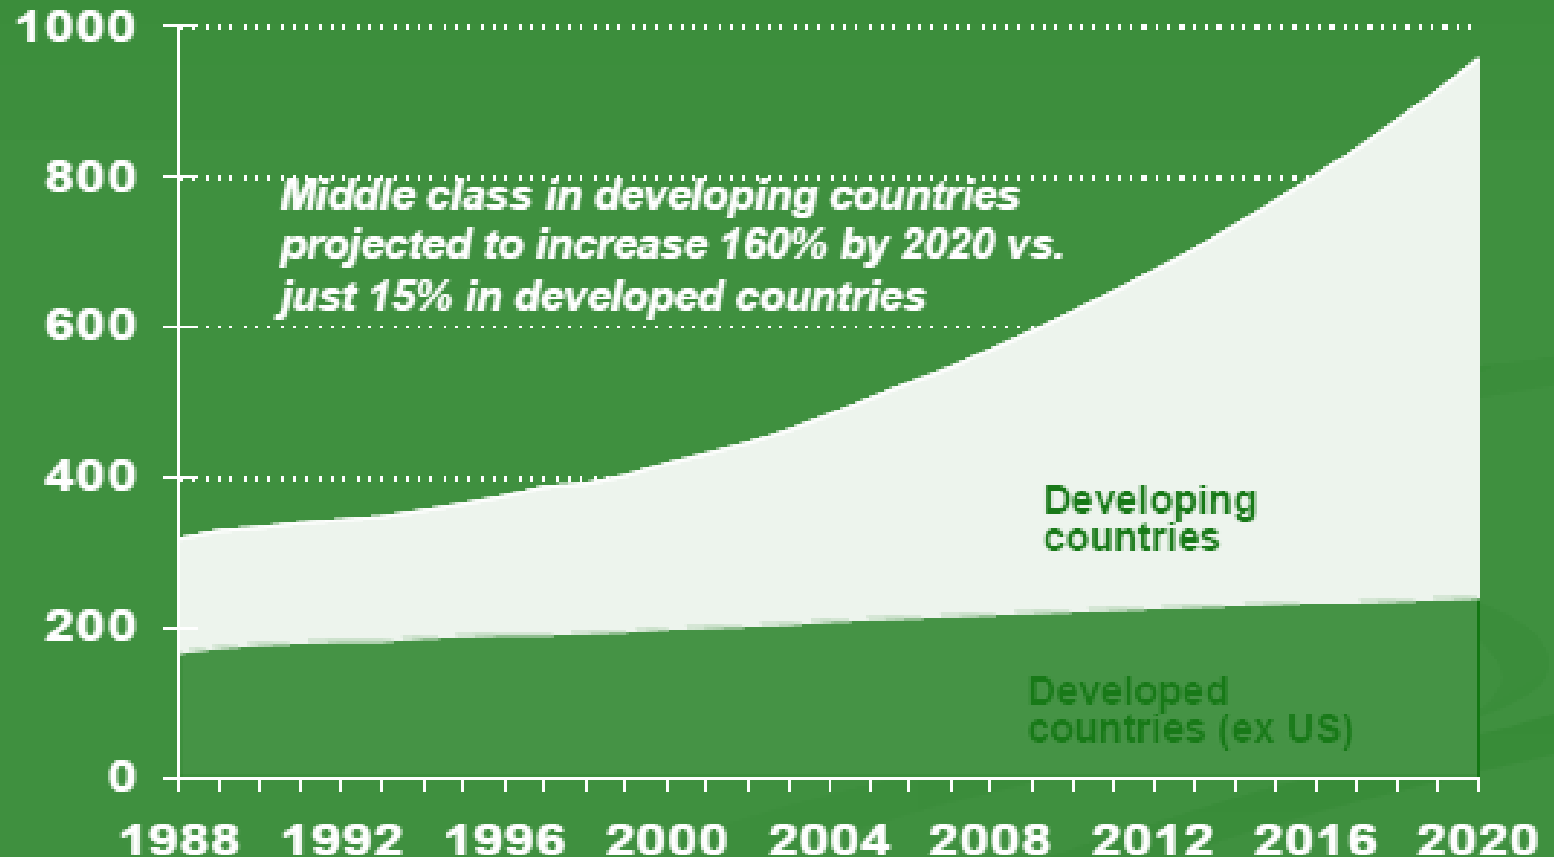 1000
800
Middle class in developing countries
projected to increase 160% by 2020 vs.
just 15% in developed countries
600
400
Developing
countries
200
Developed
countries (ex US)
0
1988 1992 1996 2000 2004 2008 2012 2016 2020